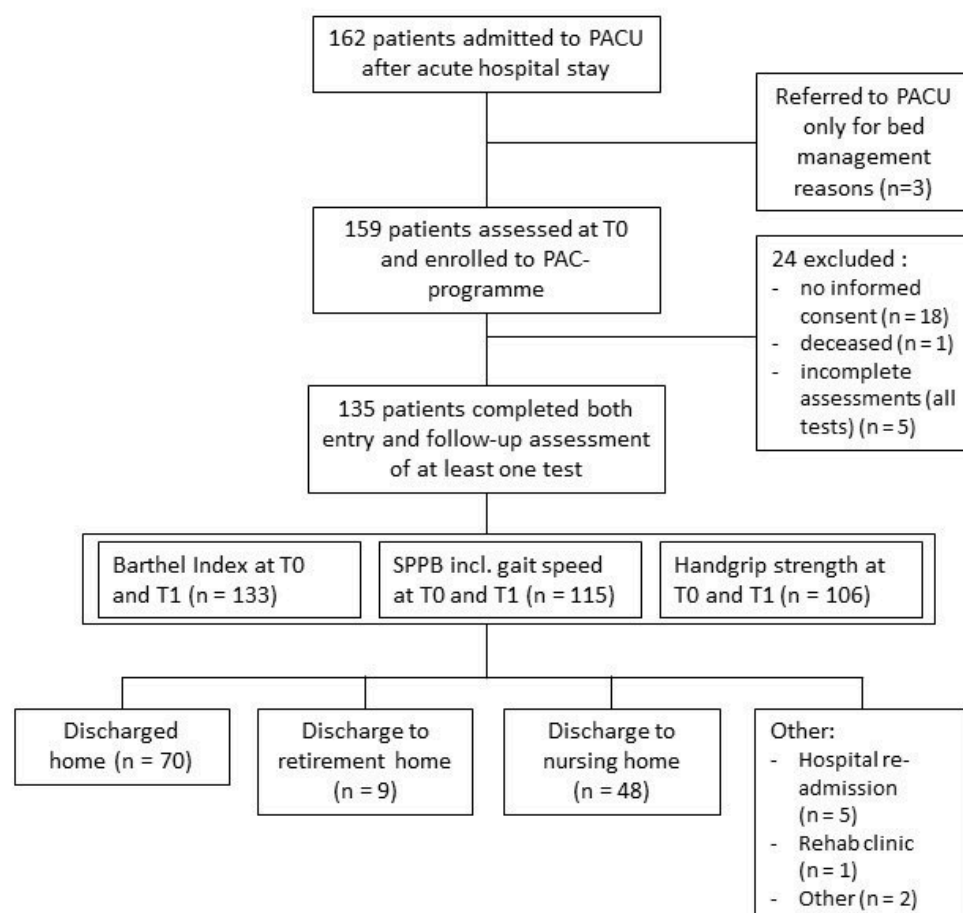 162 patients admitted to PACU
after acute hospital stay
Referred to PACU
only for bed
management
reasons (n=3)
159 patients assessed at T0
and enrolled to PAC-
programme
24 excluded :
- no informed
consent (n = 18)
- deceased (n = 1)
- incomplete
assessments (all
tests) (n = 5)
135 patients completed both
entry and follow-up assessment
of at least one test
Barthel Index at T0
and T1 (n = 133)
SPPB incl. gait speed
at T0 and T1 (n = 115)
Handgrip strength at
T0 and T1 (n = 106)
Discharged
home (n = 70)
Discharge to
retirement home
(n = 9)
Discharge to
nursing home
(n = 48)
Other:
- Hospital re-
admission
(n = 5)
- Rehab clinic
(n = 1)
- Other (n = 2)